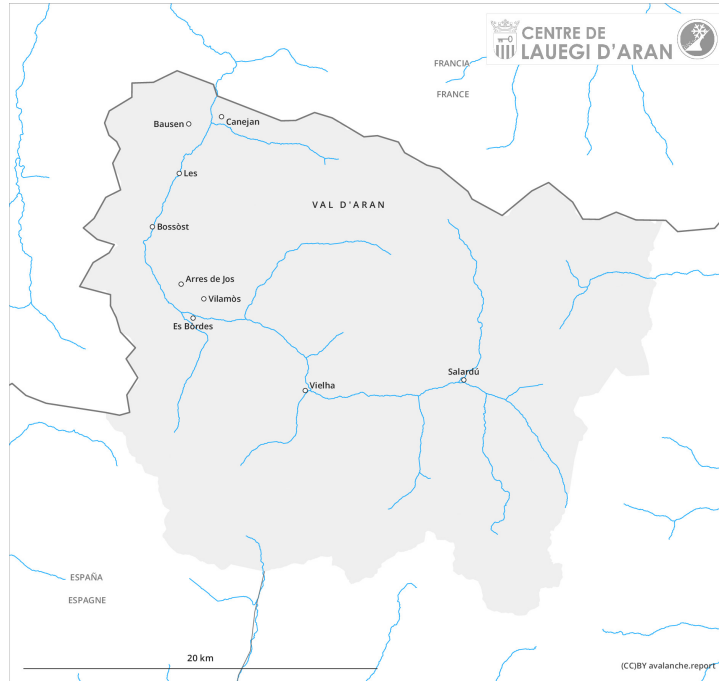 CENTRE DE
LAUEGI D'ARAN
FRANCIA
FRANCE
Bausen
Canejan
Les
VAL D'ARAN
Bossòst
Arres de Jos
Vilamòs
Es Bòrdes
Salardú
Vielha
ESPAÑA
ESPAGNE
20 km
(CC)BY avalanche.report